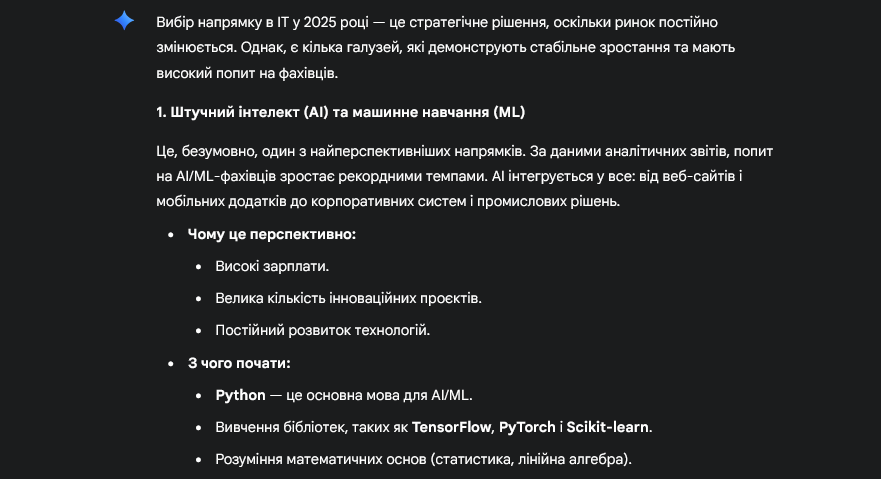 Вибір напрямку в IT у 2025 році — це стратегічне рішення, оскільки ринок постійно
змінюється. Однак, є кілька галузей, які демонструють стабільне зростання та мають
високий попит на фахівців.
1. Штучний інтелект (AI) та машинне навчання (ML)
Це, безумовно, один з найперспективніших напрямків. За даними аналітичних звітів, попит
на AI/ML-фахівців зростає рекордними темпами. AI інтегрується у все: від веб-сайтів і
мобільних додатків до корпоративних систем і промислових рішень.
• Чому це перспективно:
• Високі зарплати.
• Велика кількість інноваційних проєктів.
• Постійний розвиток технологій.
• З чого почати:
• Python — це основна мова для AI/ML.
• Вивчення бібліотек, таких як TensorFlow, PyTorch і Scikit-learn.
• Розуміння математичних основ (статистика, лінійна алгебра).